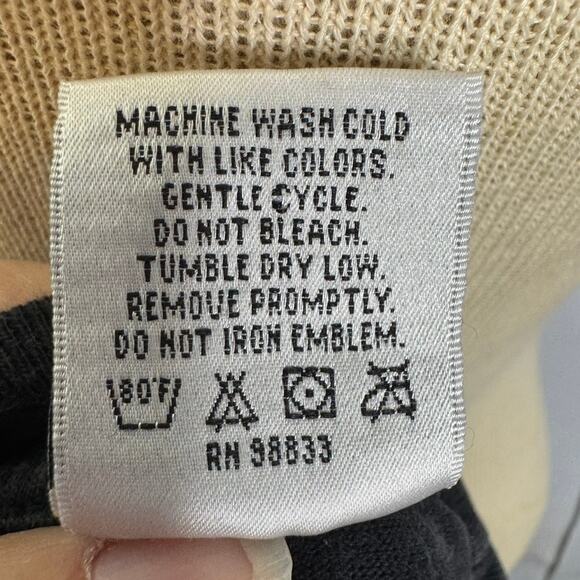 MACHINE WASH COLD
WITH LIKE COLORS.
GENTLE CYCLE.
DO NOT BLEACH.
TUMBLE DRY LOW.
REMOVE PROMPTLY.
DO NOT IRON EMBLEM.
80°F
RN 98833